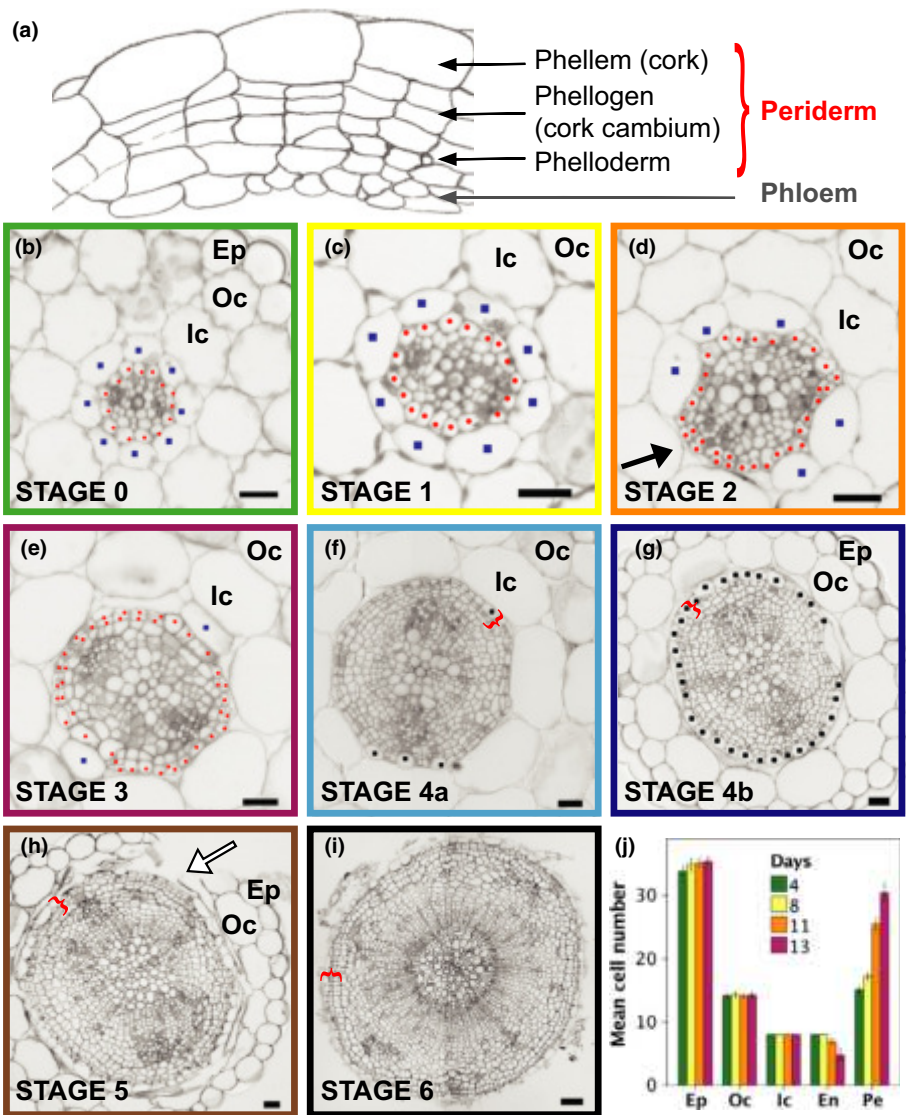 (a)
Phellem (cork)
Phellogen
(cork cambium)
Phelloderm
Periderm
Phloem
(b)
Ep
Oc
Ic
STAGE 0
(c)
Ic
Oc
STAGE 1
(d)
Oc
Ic
STAGE 2
(e)
Oc
Ic
STAGE 3
(f)
Oc
Ic
STAGE 4a
(g)
Ep
Oc
STAGE 4b
(h)
Ep
Oc
STAGE 5
(i)
STAGE 6
(j)
Days
4
8
11
13
Mean cell number
30
20
10
0
Ep Oc Ic En Pe